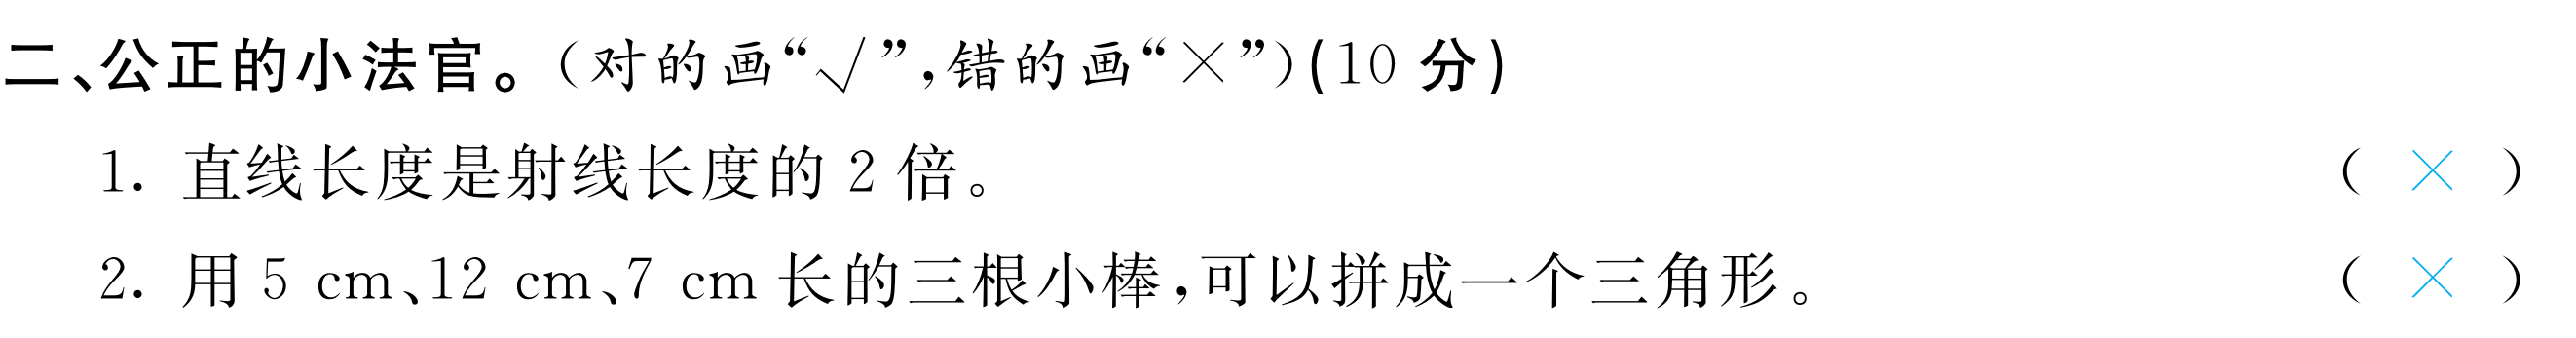 二、公正的小法官。(对的画“√”,错的画“×”)(10 分)
1. 直线长度是射线长度的 2 倍。 ( × )
2. 用 5 cm、12 cm、7 cm 长的三根小棒,可以拼成一个三角形。 ( × )